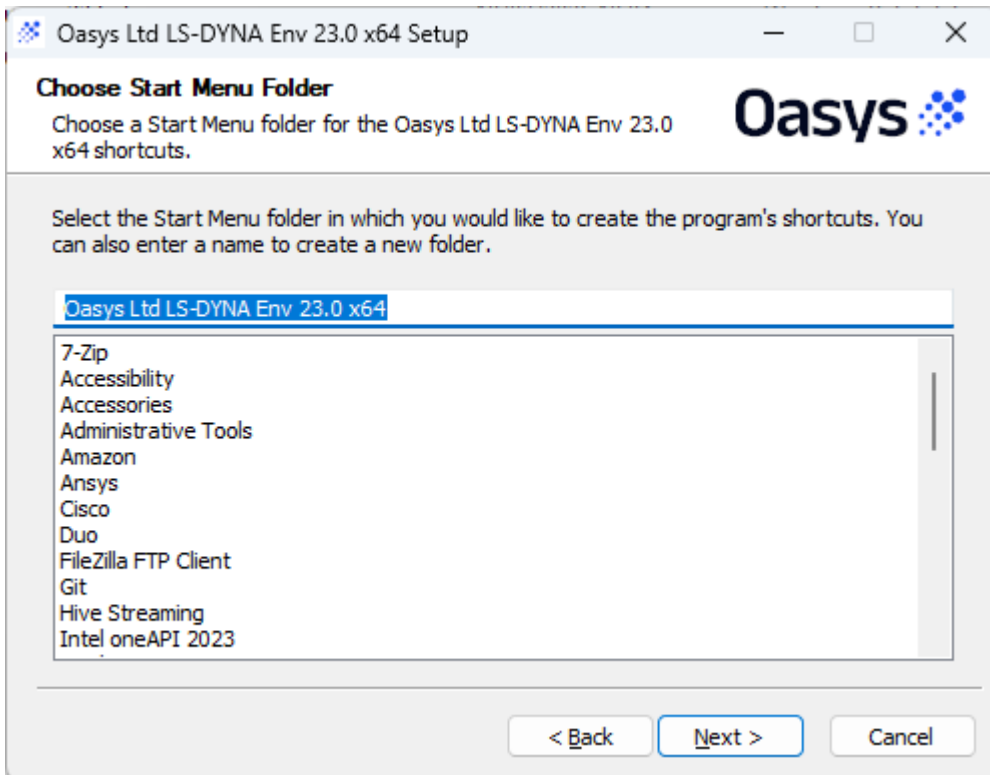 Oasys Ltd LS-DYNA Env 23.0 x64 Setup
Choose Start Menu Folder
Choose a Start Menu folder for the Oasys Ltd LS-DYNA Env 23.0
x64 shortcuts.
Oasys
Select the Start Menu folder in which you would like to create the program's shortcuts. You
can also enter a name to create a new folder.
Oasys Ltd LS-DYNA Env 23.0 x64
7-Zip
Accessibility
Accessories
Administrative Tools
Amazon
Ansys
Cisco
Duo
FileZilla FTP Client
Git
Hive Streaming
Intel oneAPI 2023
< Back
Next >
Cancel